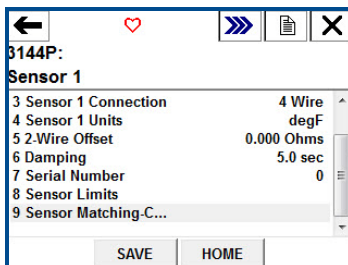 3144P:
Sensor 1
3 Sensor 1 Connection 4 Wire
4 Sensor 1 Units degF
5 2-Wire Offset 0.000 Ohms
6 Damping 5.0 sec
7 Serial Number 0
8 Sensor Limits
9 Sensor Matching-C...
SAVE HOME